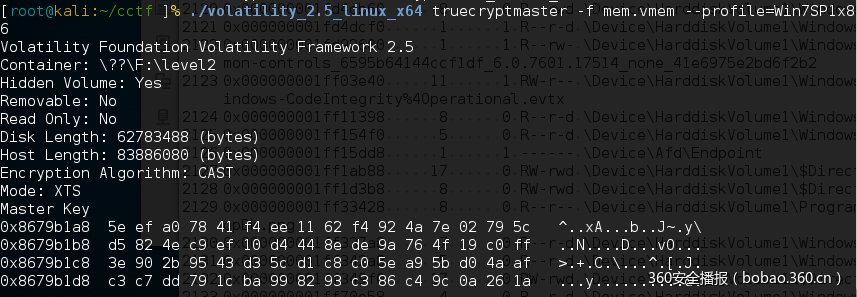 [root@kali:~/cctf ]% ./volatility_2.5_linux_x64 truecryptmaster -f mem.vmem --profile=Win7SP1x8
6
Volatility Foundation Volatility Framework 2.5
Container: \??\F:\level2
Hidden Volume: Yes
Removable: No
Read Only: No
Disk Length: 62783488 (bytes)
Host Length: 83886080 (bytes)
Encryption Algorithm: CAST
Mode: XTS
Master Key
0x8679b1a8 5e ef a0 78 41 f4 ee 11 62 f4 92 4a 7e 02 79 5c ^..xA...b..J~.y\
0x8679b1b8 d5 82 4e c9 ef 10 d4 44 8e de 9a 76 4f 19 c0 ff ..N....D...vO...
0x8679b1c8 3e 90 2b 95 43 d3 5c d1 c8 0c 5e a9 5b d0 4a af >.+.C.\...^.[.J.
0x8679b1d8 c3 c7 dd 79 1c ba 99 82 93 c3 86 c4 9c 0a 26 1a ...y..........&.
360安全播报 ( bobao.360.cn )